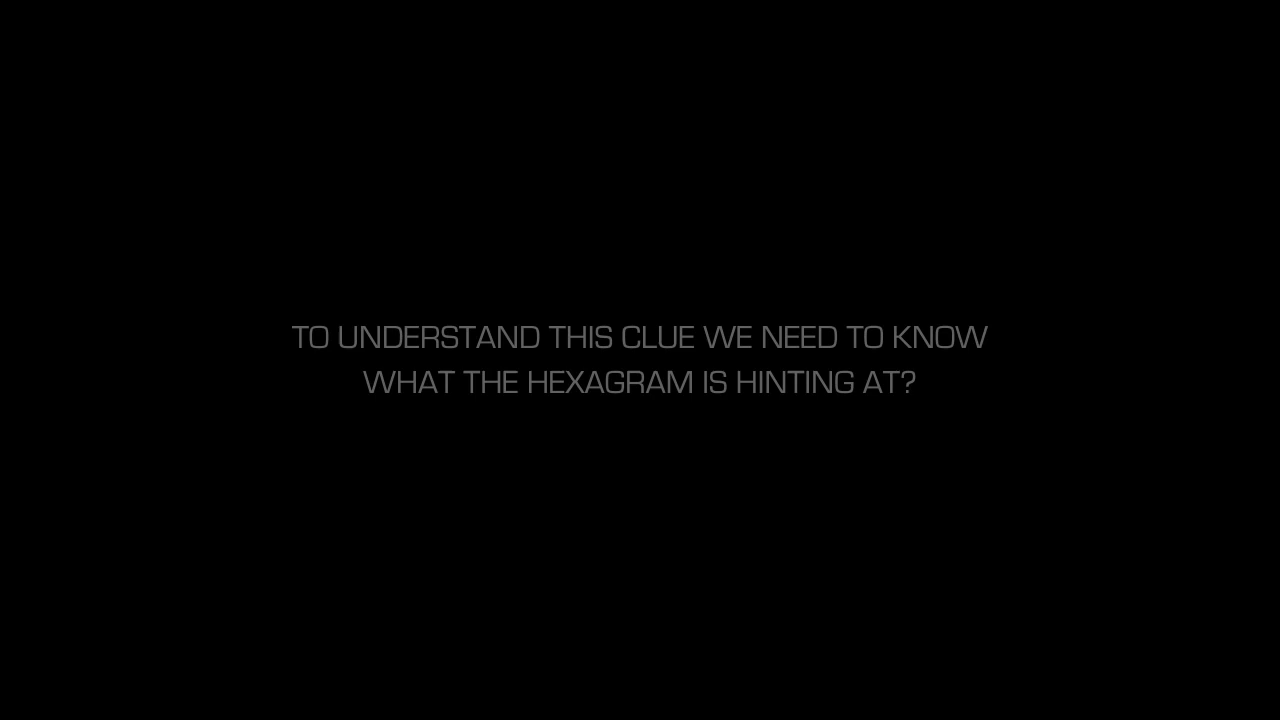 TO UNDERSTAND THIS CLUE WE NEED TO KNOW
WHAT THE HEXAGRAM IS HINTING AT?